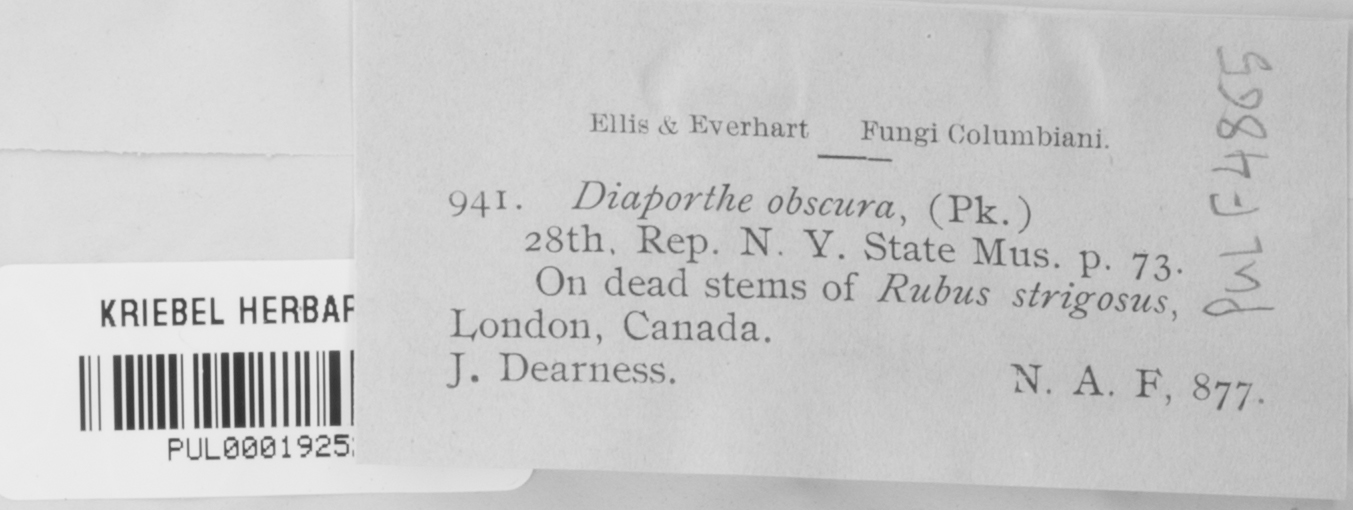 Ellis & Everhart Fungi Columbiani.
941. Diaporthe obscura, (Pk.)
28th. Rep. N. Y. State Mus. p. 73.
On dead stems of Rubus strigosus,
London, Canada.
J. Dearness. N. A. F, 877.
PUL F4865
KRIEBEL HERBAR
PUL0001925